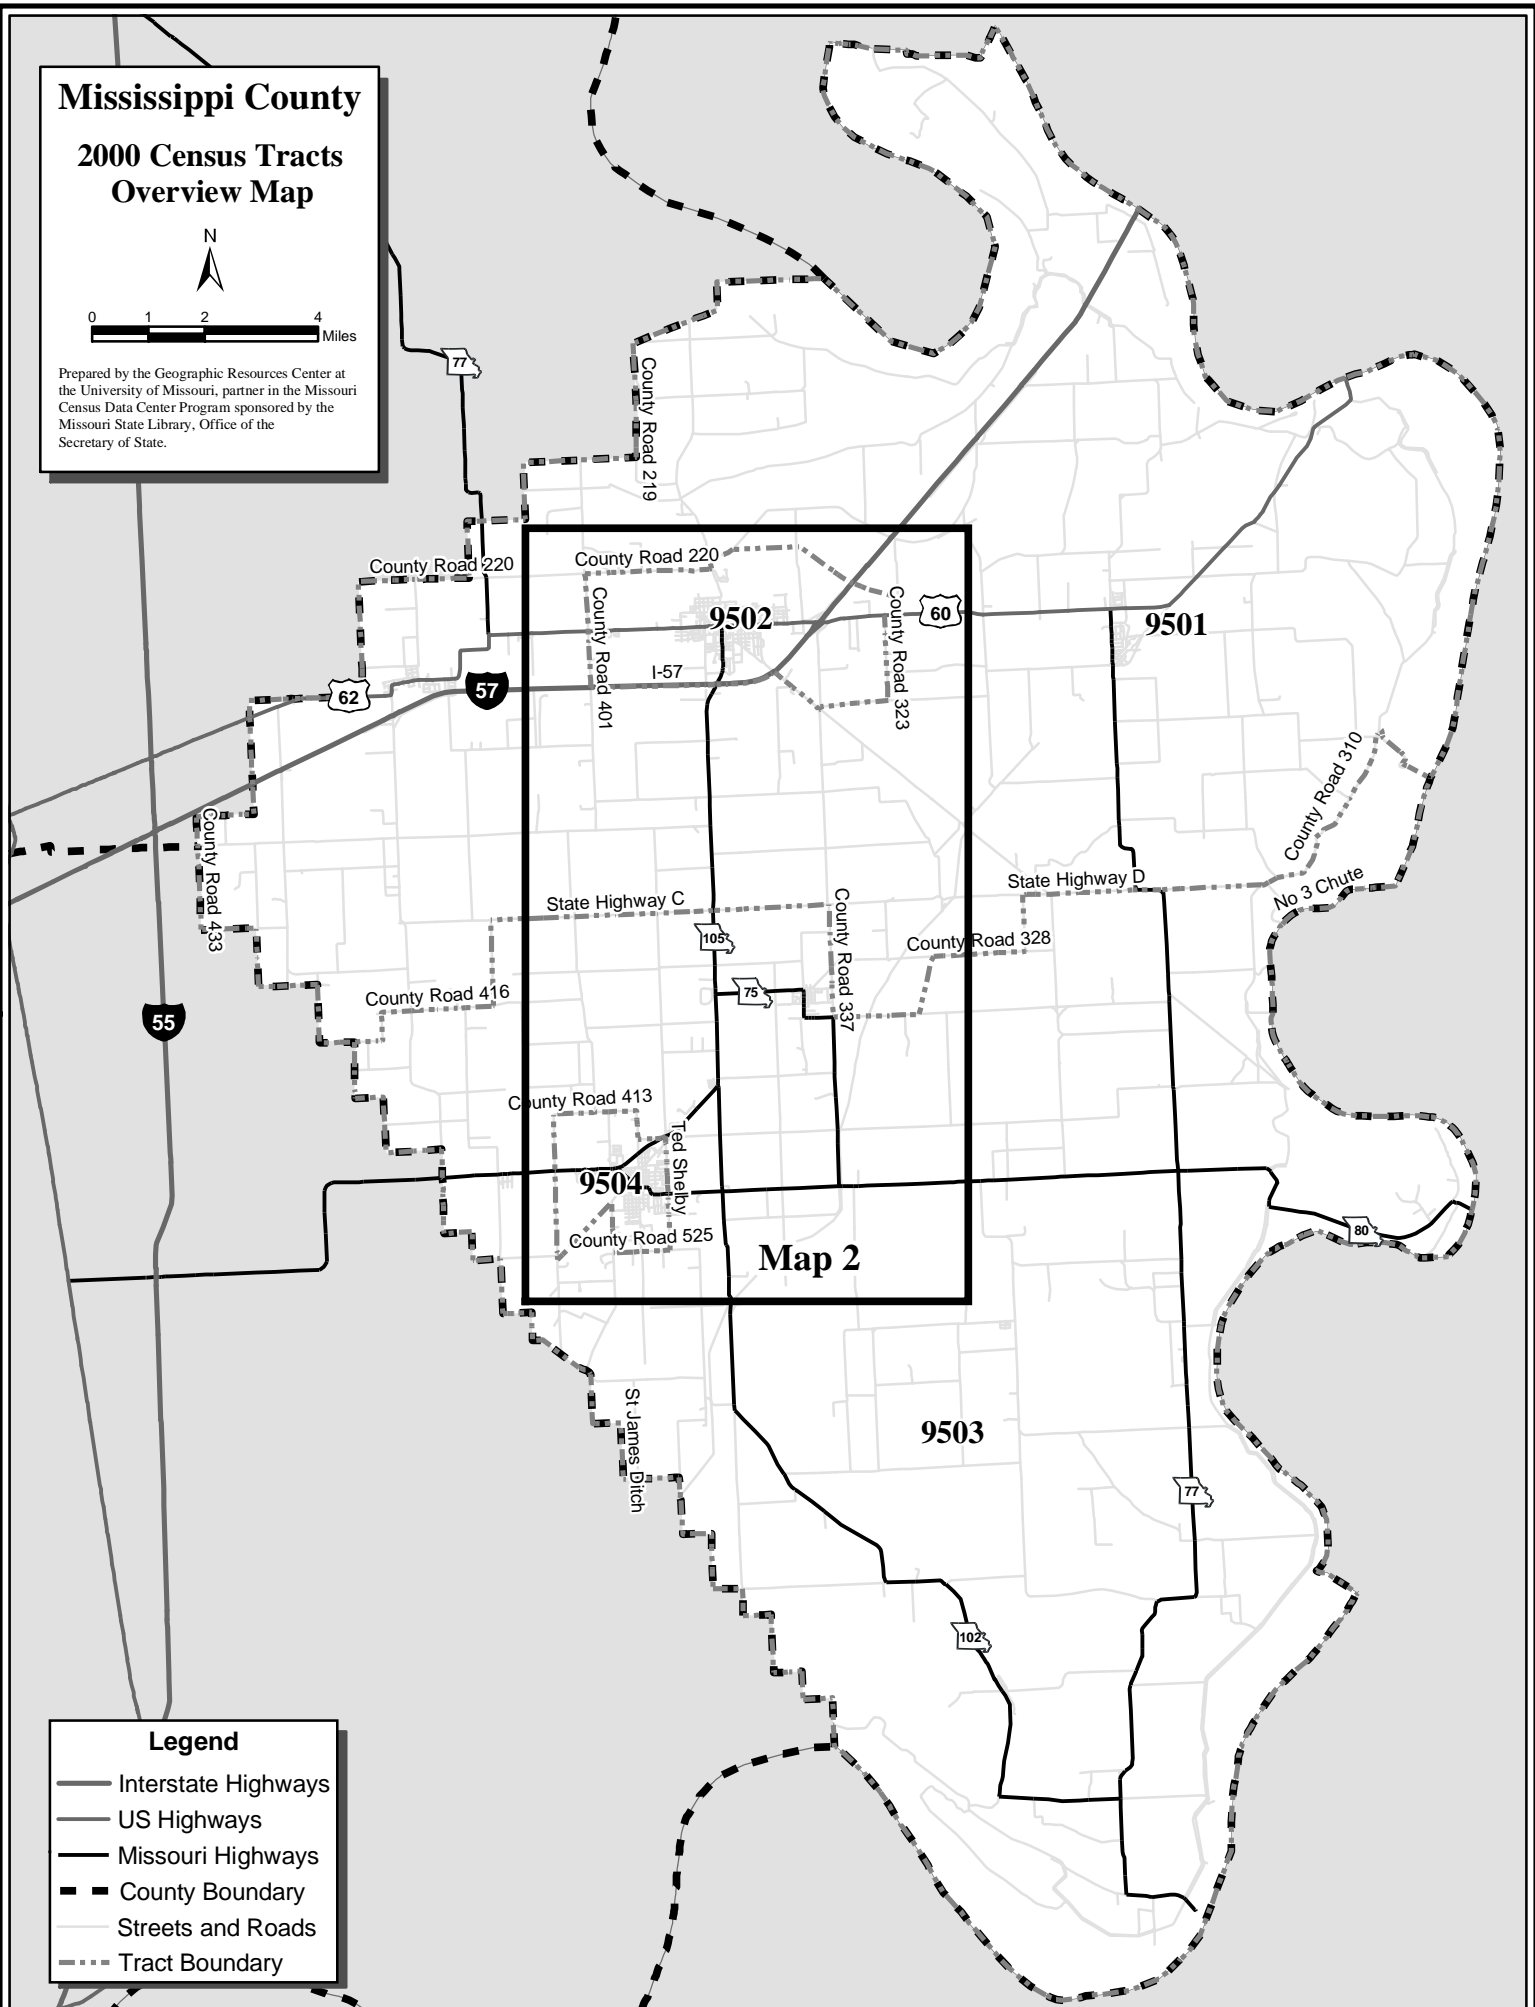 Mississippi County
2000 Census Tracts
Overview Map
N
0 1 2 4
Miles
Prepared by the Geographic Resources Center at
the University of Missouri, partner in the Missouri
Census Data Center Program sponsored by the
Missouri State Library, Office of the
Secretary of State.
77
County Road 219
County Road 220
County Road 220
County Road 401
9502
County Road 323
60
9501
I-57
62
57
County Road 433
County Road 310
State Highway C
State Highway D
No 3 Chute
105
County Road 337
County Road 328
County Road 416
75
55
County Road 413
Ted Shelby
9504
County Road 525
Map 2
80
St James Ditch
9503
77
102
Legend
Interstate Highways
US Highways
Missouri Highways
County Boundary
Streets and Roads
Tract Boundary